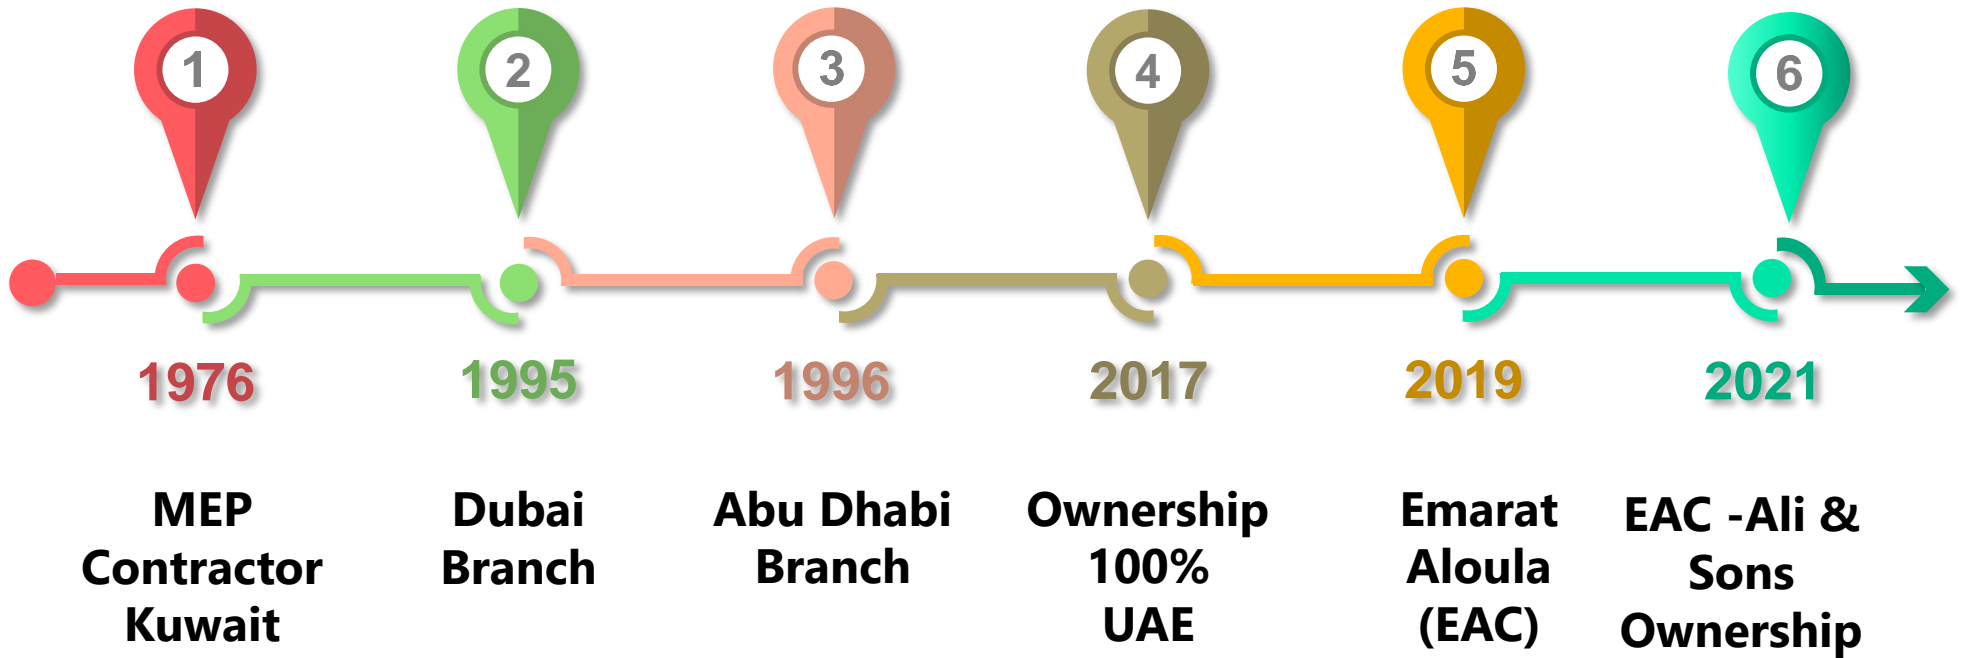 1
2
3
4
5
6
1976
1995
1996
2017
2019
2021
MEP
Contractor
Kuwait
Dubai
Branch
Abu Dhabi
Branch
Ownership
100%
UAE
Emarat
Aloula
(EAC)
EAC -Ali &
Sons
Ownership